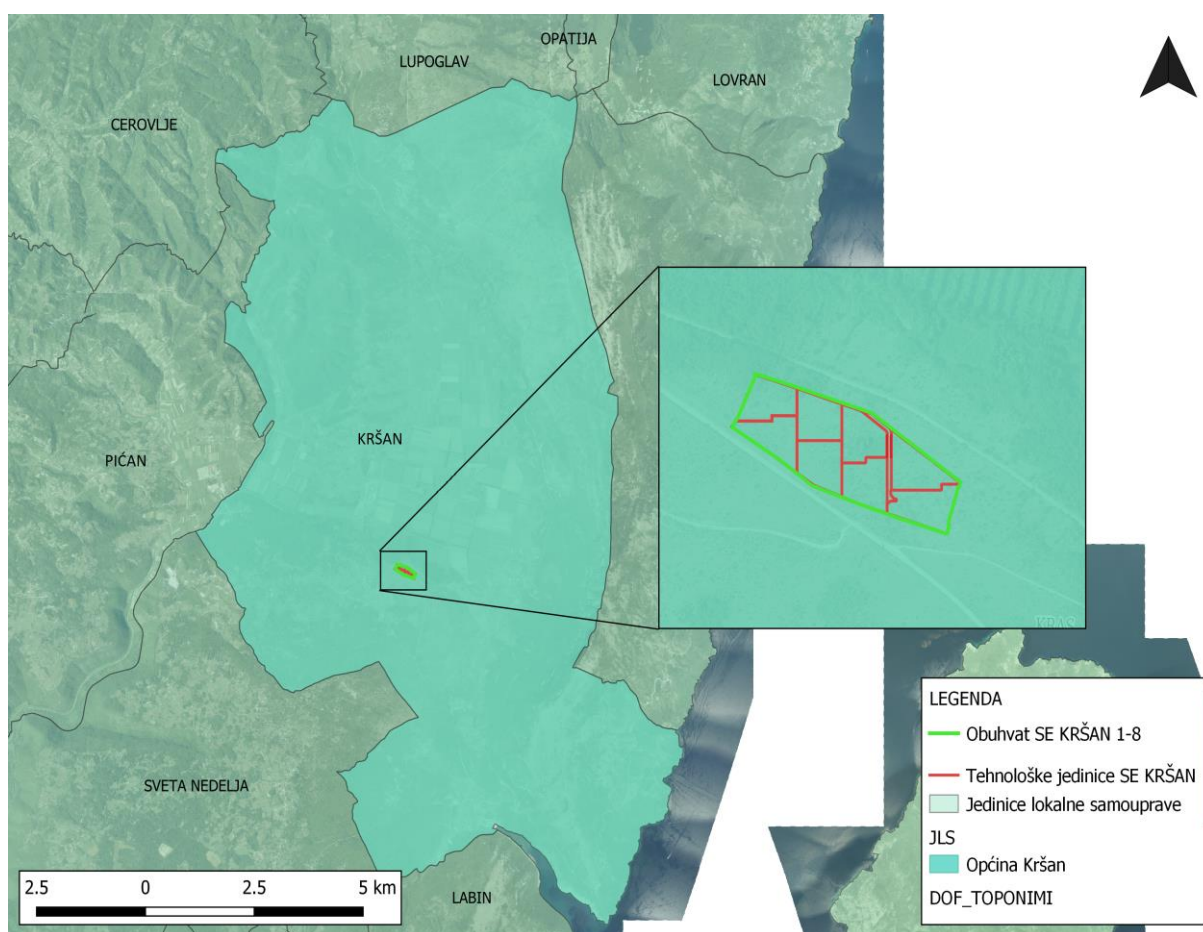 OPATIJA
LUPOGLAV
LOVRAN
CEROVLJE
KRŠAN
PIĆAN
KRAS
SVETA NEDELJA
LABIN
2.5 0 2.5 5 km
LEGENDA
Obuhvat SE KRŠAN 1-8
Tehnološke jedinice SE KRŠAN
Jedinice lokalne samouprave
JLS
Općina Kršan
DOF_TOPONIMI